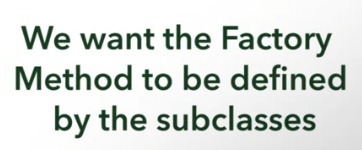 We want the Factory
Method to be defined
by the subclasses